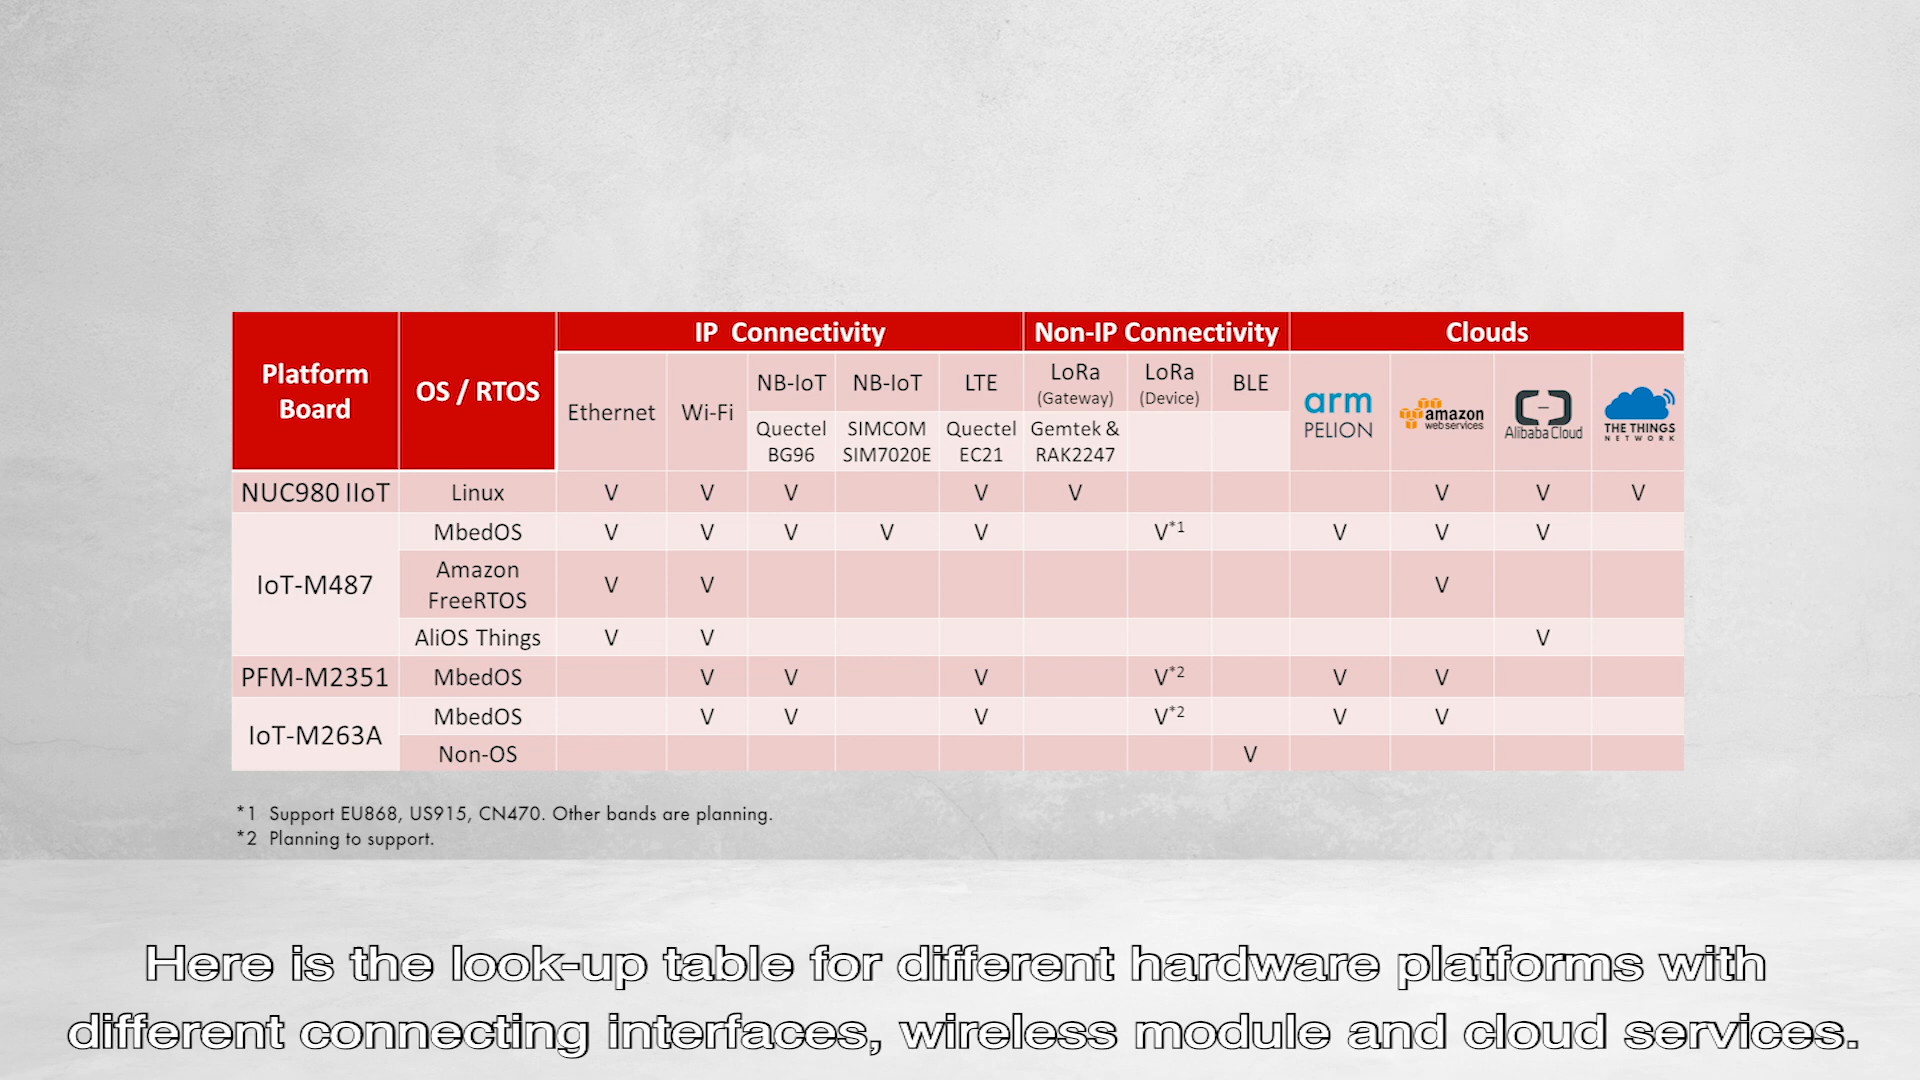 Platform Board
OS / RTOS
IP Connectivity
Non-IP Connectivity
Clouds
Ethernet
Wi-Fi
NB-IoT
Quectel BG96
NB-IoT
SIMCOM SIM7020E
LTE
Quectel EC21
LoRa (Gateway)
Gemtek & RAK2247
LoRa (Device)
BLE
arm PELION
amazon webservices
Alibaba Cloud
THE THINGS NETWORK
NUC980 IIoT Linux V V V V V V V V
IoT-M487
MbedOS V V V V V V*1 V V V
Amazon FreeRTOS V V V
AliOS Things V V V
PFM-M2351 MbedOS V V V V*2 V V
IoT-M263A
MbedOS V V V V*2 V V
Non-OS V
*1 Support EU868, US915, CN470. Other bands are planning.
*2 Planning to support.
Here is the look-up table for different hardware platforms with
different connecting interfaces, wireless module and cloud services.